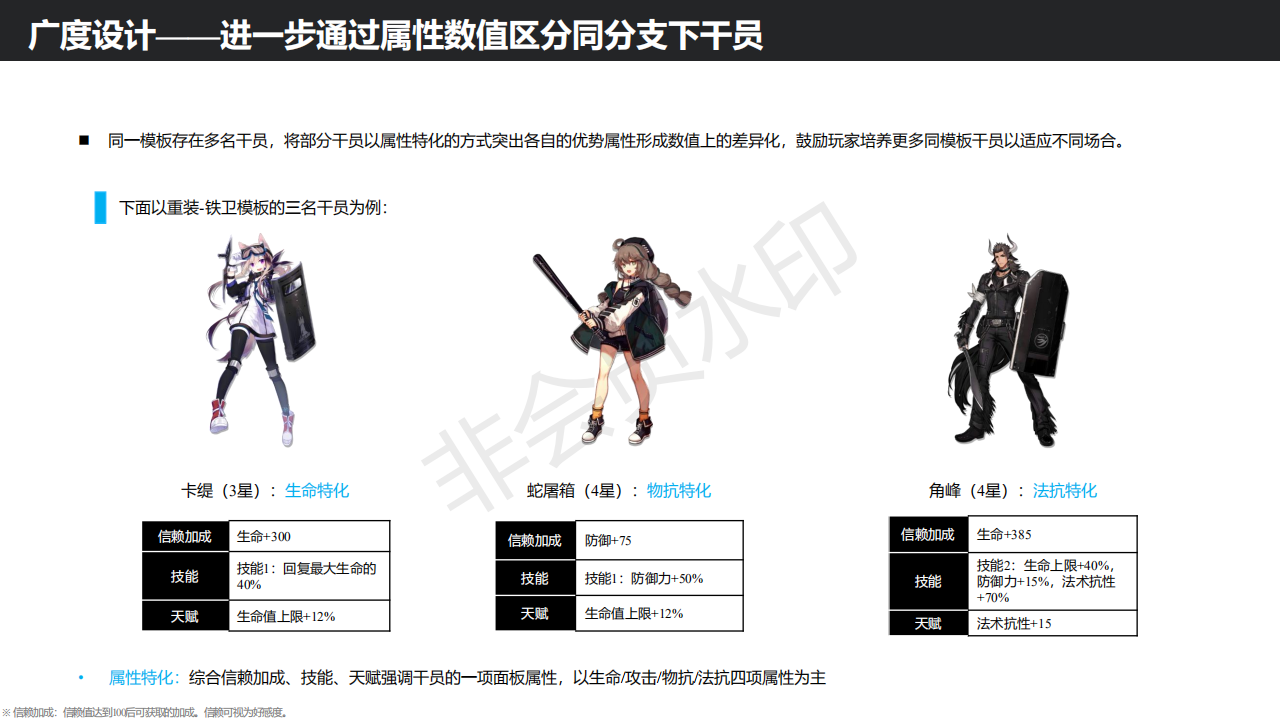 广度设计——进一步通过属性数值区分同分支下干员
■ 同一模板存在多名干员，将部分干员以属性特化的方式突出各自的优势属性形成数值上的差异化，鼓励玩家培养更多同模板干员以适应不同场合。
下面以重装-铁卫模板的三名干员为例：
非会员水印
卡缇（3星）：生命特化
信赖加成 生命+300
技能 技能1：回复最大生命的
40%
天赋 生命值上限+12%
蛇屠箱（4星）：物抗特化
信赖加成 防御+75
技能 技能1：防御力+50%
天赋 生命值上限+12%
角峰（4星）：法抗特化
信赖加成 生命+385
技能 技能2：生命上限+40%，
防御力+15%，法术抗性
+70%
天赋 法术抗性+15
• 属性特化：综合信赖加成、技能、天赋强调干员的一项面板属性，以生命/攻击/物抗/法抗四项属性为主
※ 信赖加成：信赖值达到100后可获取的加成。信赖可视为好感度。